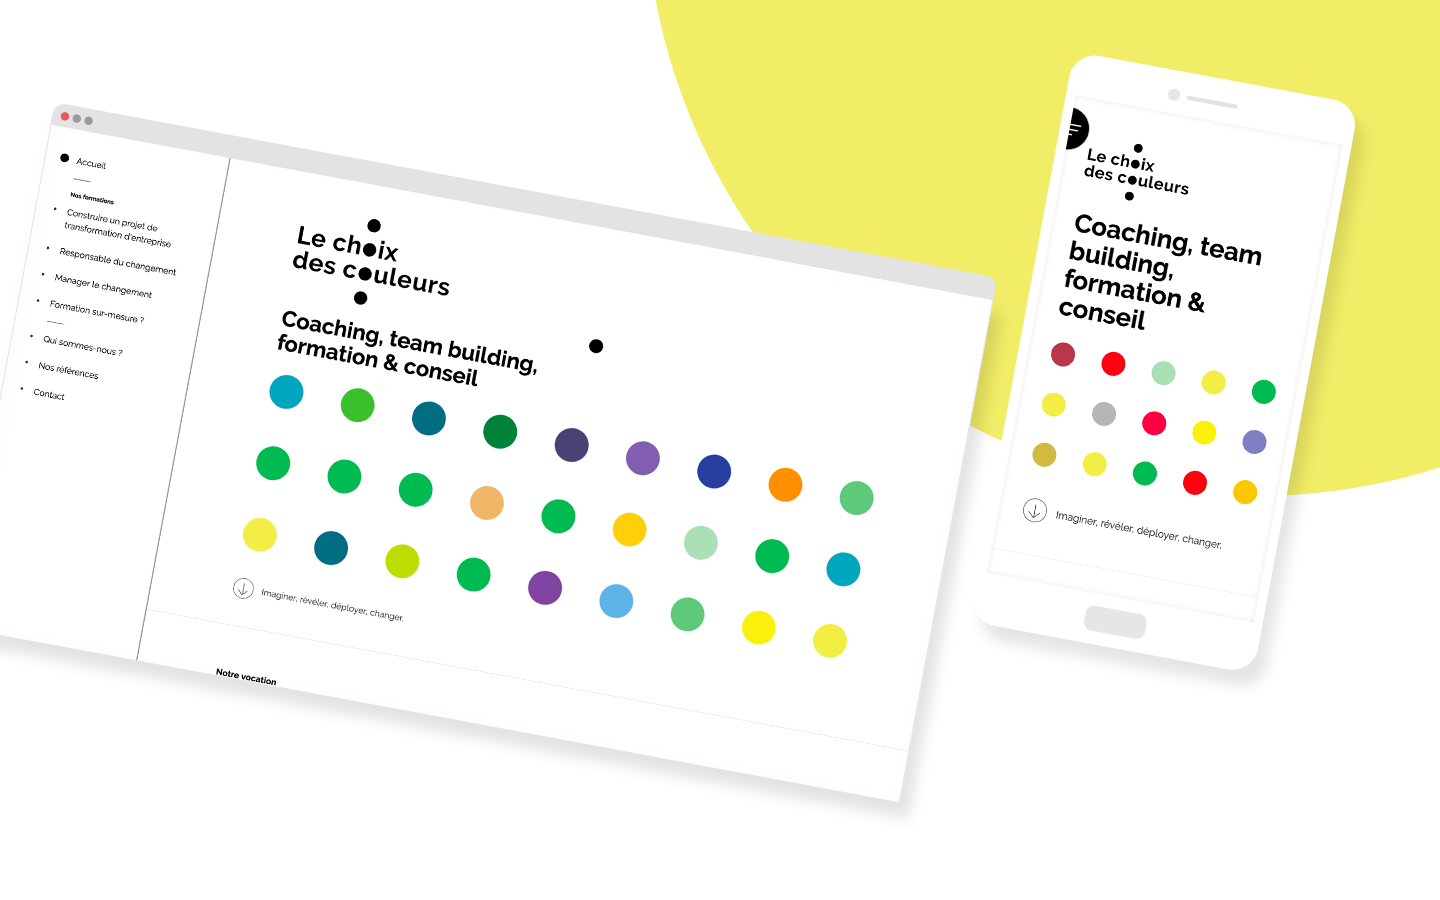 Accueil
Nos formations
Construire un projet de
transformation d'entreprise
Responsable du changement
Manager le changement
Formation sur-mesure ?
Qui sommes-nous ?
Nos références
Contact
Le choix
des couleurs
Coaching, team building,
formation & conseil
Imaginer, révéler, déployer, changer.
Notre vocation
Le choix
des couleurs
Coaching, team
building,
formation &
conseil
Imaginer, révéler, déployer, changer.